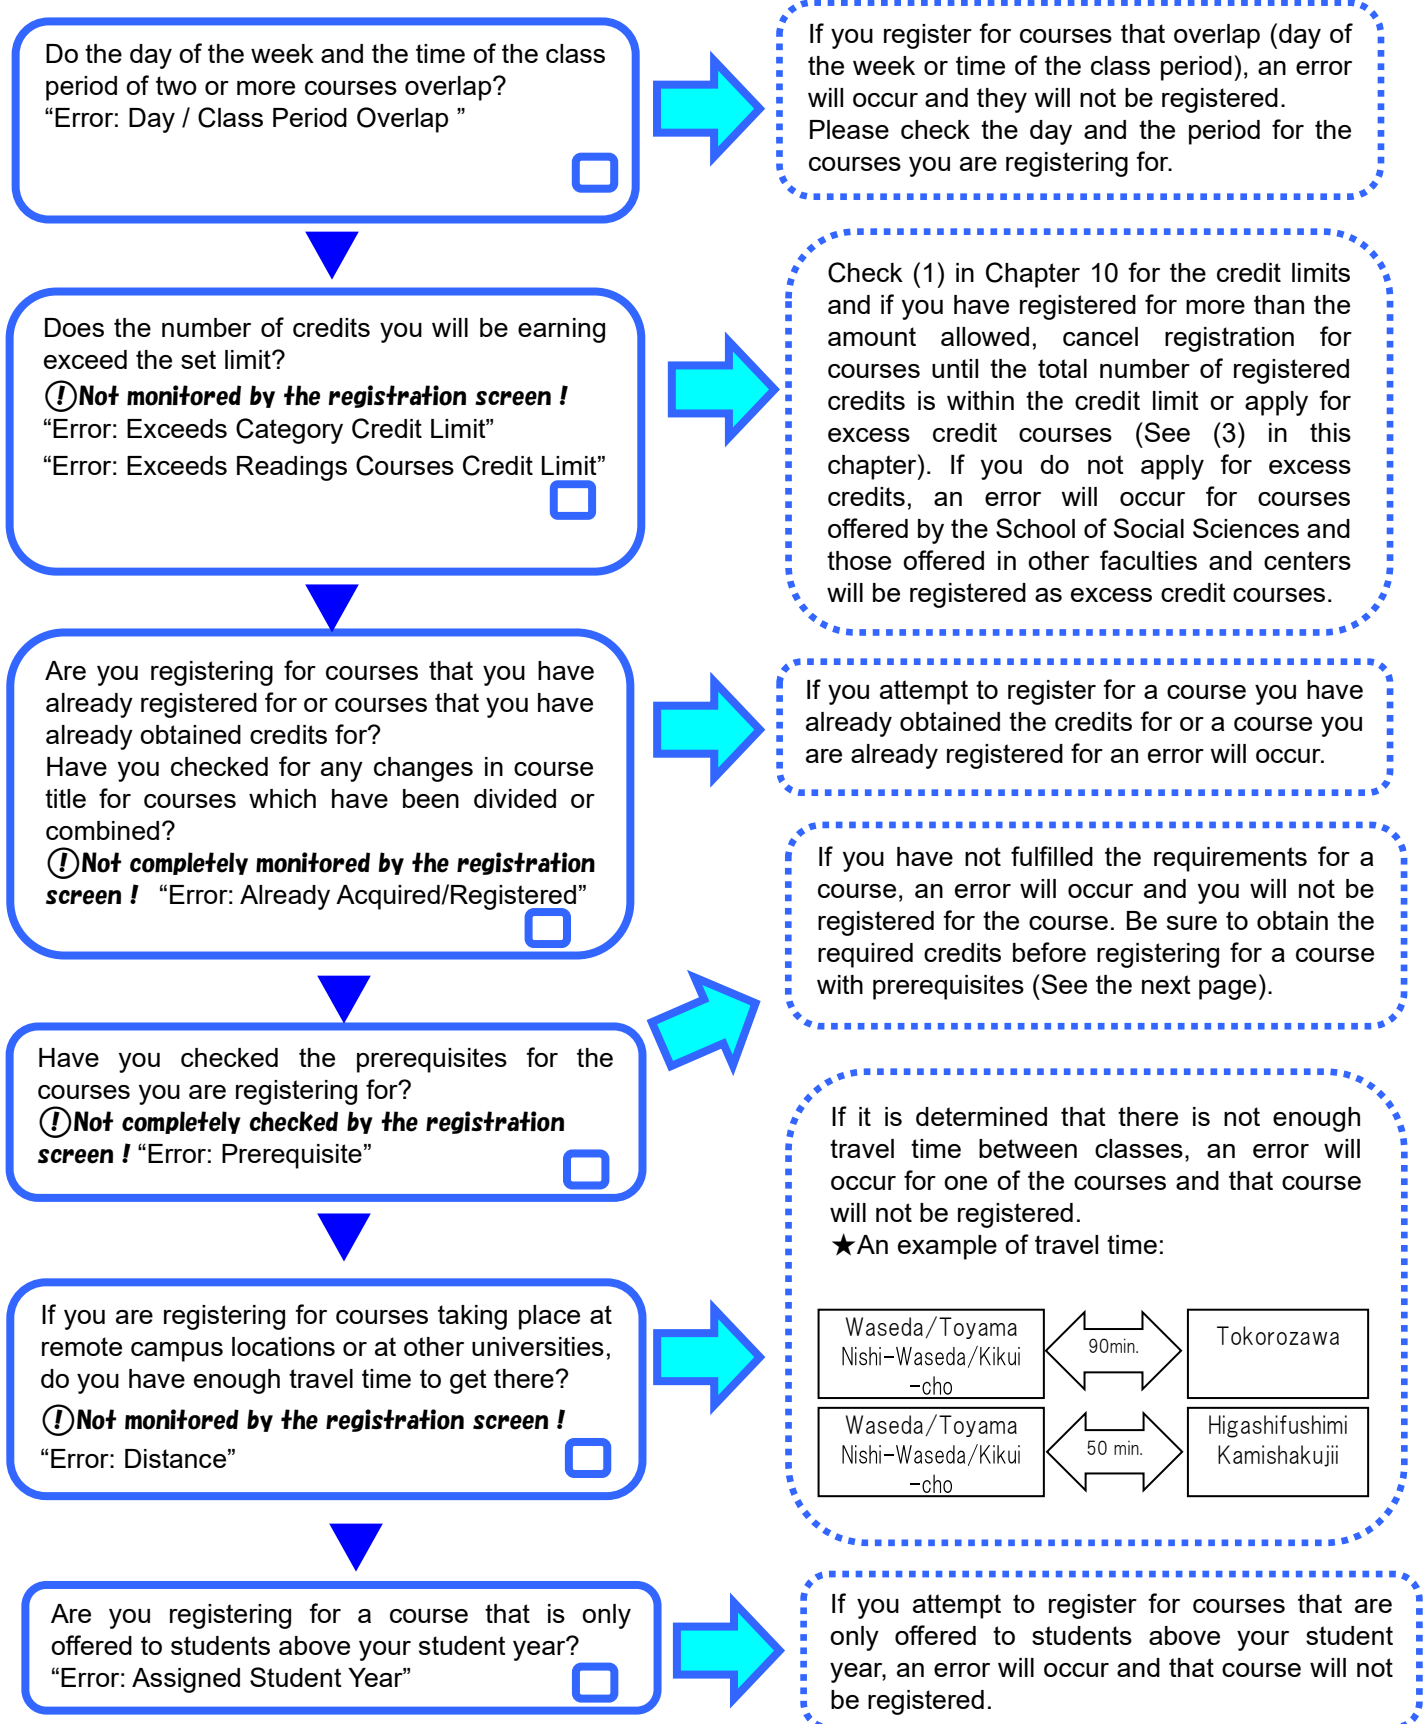 Do the day of the week and the time of the class
period of two or more courses overlap?
“Error: Day / Class Period Overlap ”
If you register for courses that overlap (day of
the week or time of the class period), an error
will occur and they will not be registered.
Please check the day and the period for the
courses you are registering for.
Does the number of credits you will be earning
exceed the set limit?
(!)Not monitored by the registration screen !
“Error: Exceeds Category Credit Limit”
“Error: Exceeds Readings Courses Credit Limit”
Check (1) in Chapter 10 for the credit limits
and if you have registered for more than the
amount allowed, cancel registration for
courses until the total number of registered
credits is within the credit limit or apply for
excess credit courses (See (3) in this
chapter). If you do not apply for excess
credits, an error will occur for courses
offered by the School of Social Sciences and
those offered in other faculties and centers
will be registered as excess credit courses.
Are you registering for courses that you have
already registered for or courses that you have
already obtained credits for?
Have you checked for any changes in course
title for courses which have been divided or
combined?
(!)Not completely monitored by the registration
screen ! “Error: Already Acquired/Registered”
If you attempt to register for a course you have
already obtained the credits for or a course you
are already registered for an error will occur.
Have you checked the prerequisites for the
courses you are registering for?
(!)Not completely checked by the registration
screen ! “Error: Prerequisite”
If you have not fulfilled the requirements for a
course, an error will occur and you will not be
registered for the course. Be sure to obtain the
required credits before registering for a course
with prerequisites (See the next page).
If you are registering for courses taking place at
remote campus locations or at other universities,
do you have enough travel time to get there?
(!)Not monitored by the registration screen !
“Error: Distance”
If it is determined that there is not enough
travel time between classes, an error will
occur for one of the courses and that course
will not be registered.
★An example of travel time:
Waseda/Toyama
Nishi-Waseda/Kikui
-cho
90min.
Tokorozawa
Waseda/Toyama
Nishi-Waseda/Kikui
-cho
50 min.
Higashifushimi
Kamishakujii
Are you registering for a course that is only
offered to students above your student year?
“Error: Assigned Student Year”
If you attempt to register for courses that are
only offered to students above your student
year, an error will occur and that course will not
be registered.